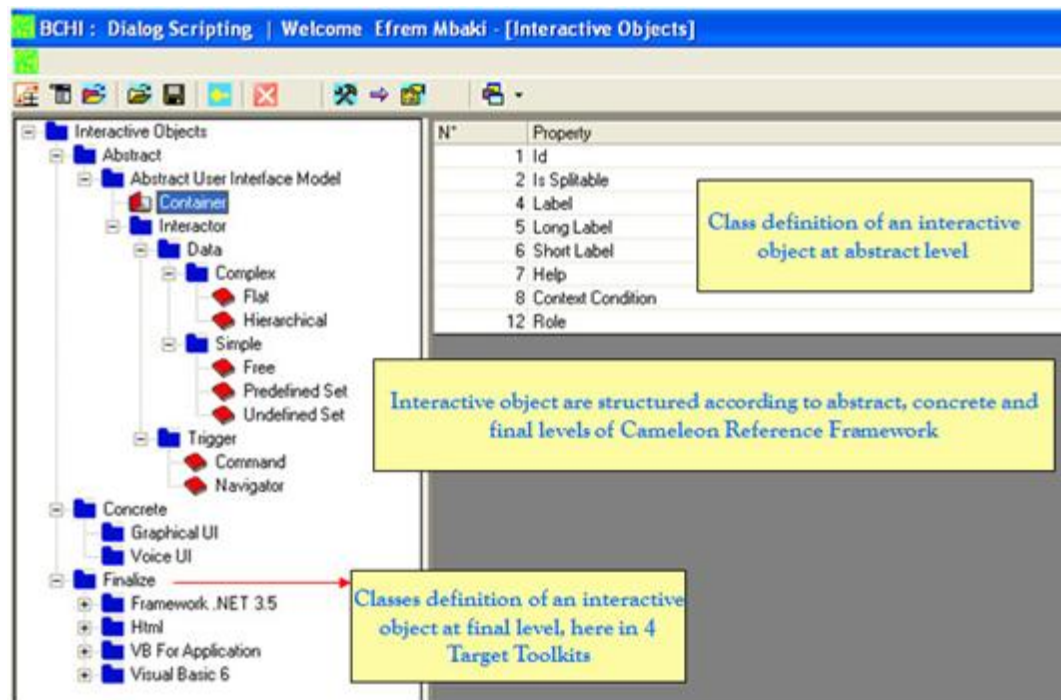 BCHI : Dialog Scripting | Welcome Efrem Mbaki - [Interactive Objects]
Interactive Objects
Abstract
Abstract User Interface Model
Container
Interactor
Data
Complex
Flat
Hierarchical
Simple
Free
Predefined Set
Undefined Set
Trigger
Command
Navigator
Concrete
Graphical UI
Voice UI
Finalize
Framework .NET 3.5
Html
VB For Application
Visual Basic 6
N° Property
1 Id
2 Is Splitable
4 Label
5 Long Label
6 Short Label
7 Help
8 Context Condition
12 Role
Class definition of an interactive
object at abstract level
Interactive object are structured according to abstract, concrete and
final levels of Cameleon Reference Framework
Classes definition of an interactive
object at final level, here in 4
Target Toolkits